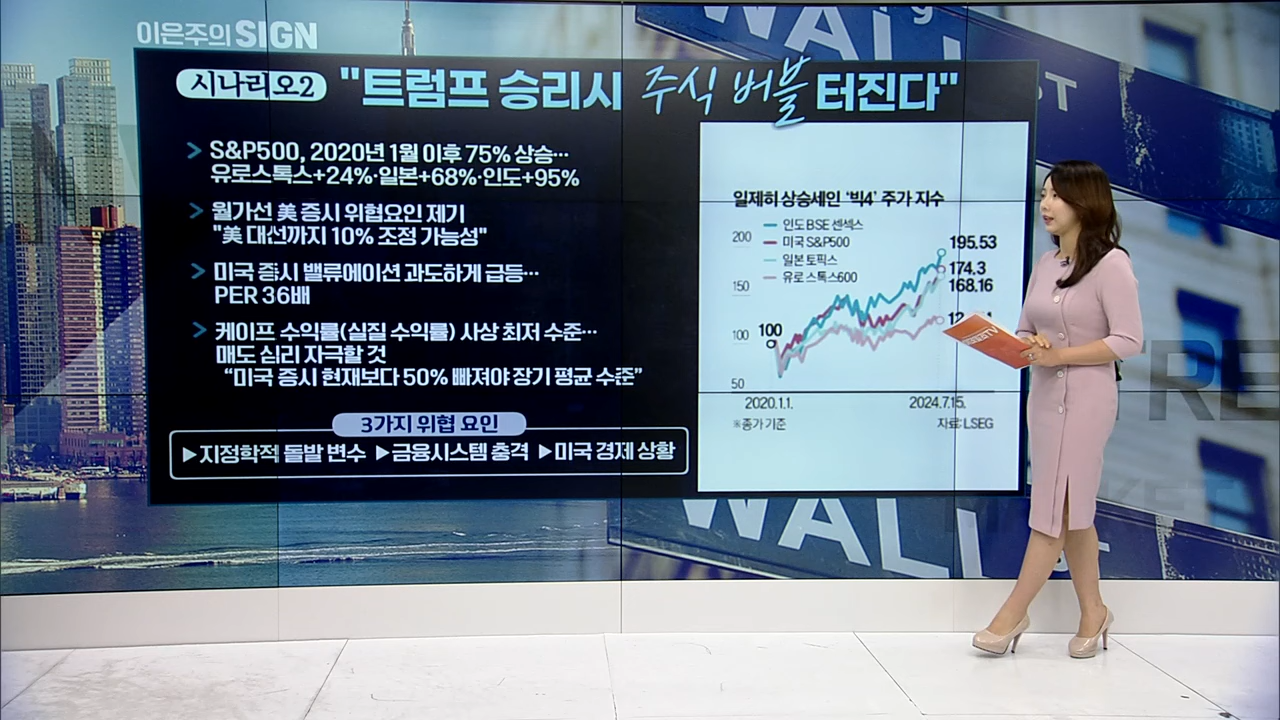 이은주의SIGN
시나리오2 "트럼프 승리시 주식 버블 터진다"
S&P500, 2020년 1월 이후 75% 상승…
유로스톡스+24%·일본+68%·인도+95%
월가선 美 증시 위협요인 제기
"美 대선까지 10% 조정 가능성"
미국 증시 밸류에이션 과도하게 급등…
PER 36배
케이프 수익률(실질 수익률) 사상 최저 수준…
매도 심리 자극할 것
“미국 증시 현재보다 50% 빠져야 장기 평균 수준”
3가지 위협 요인
▶지정학적 돌발 변수 ▶금융시스템 충격 ▶미국 경제 상황
일제히 상승세인 ‘빅4’ 주가 지수
인도 BSE 센섹스
미국 S&P500
일본 토픽스
유로 스톡스600
200
150
100
50
100
195.53
174.3
168.16
2020.1.1.
2024.7.15.
※종가 기준
자료: LSEG
WALL
ST
WALL
ST
RE
KET